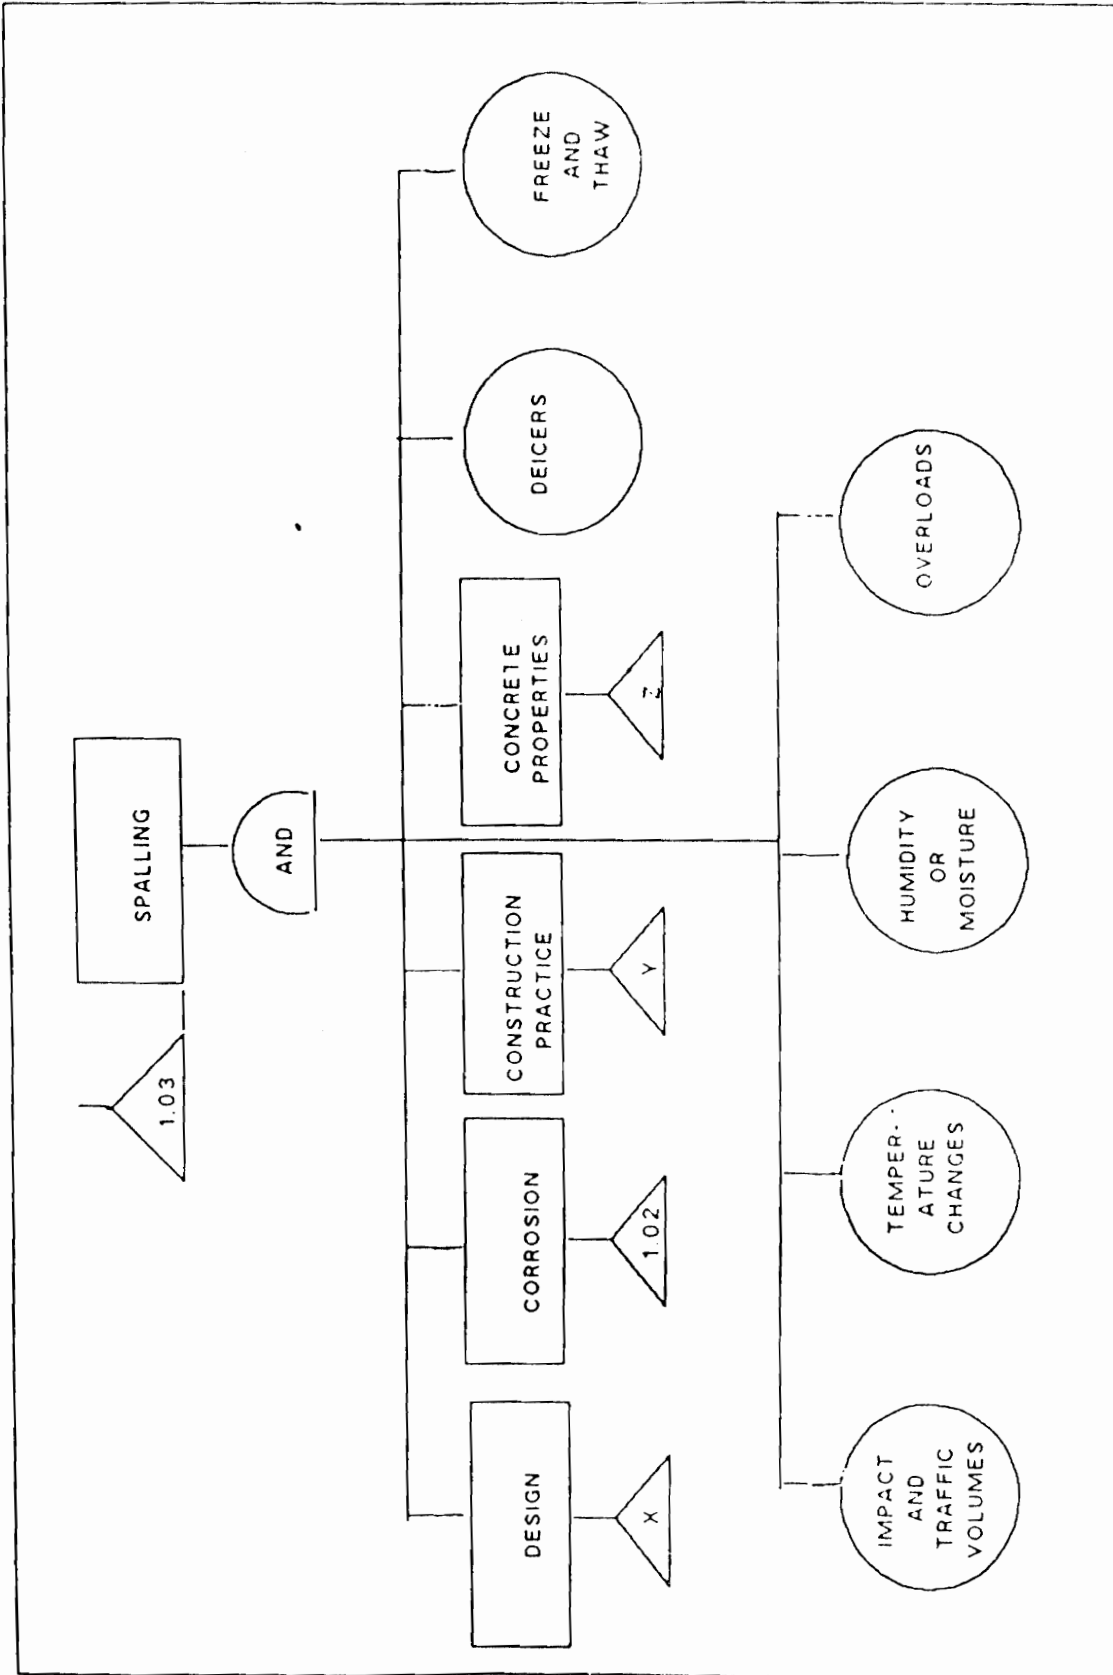 SPALLING
1.03
AND
DESIGN
CORROSION
CONSTRUCTION
PRACTICE
CONCRETE
PROPERTIES
DEICERS
FREEZE
AND
THAW
X
1.02
Y
Z
IMPACT
AND
TRAFFIC
VOLUMES
TEMPER-
ATURE
CHANGES
HUMIDITY
OR
MOISTURE
OVERLOADS